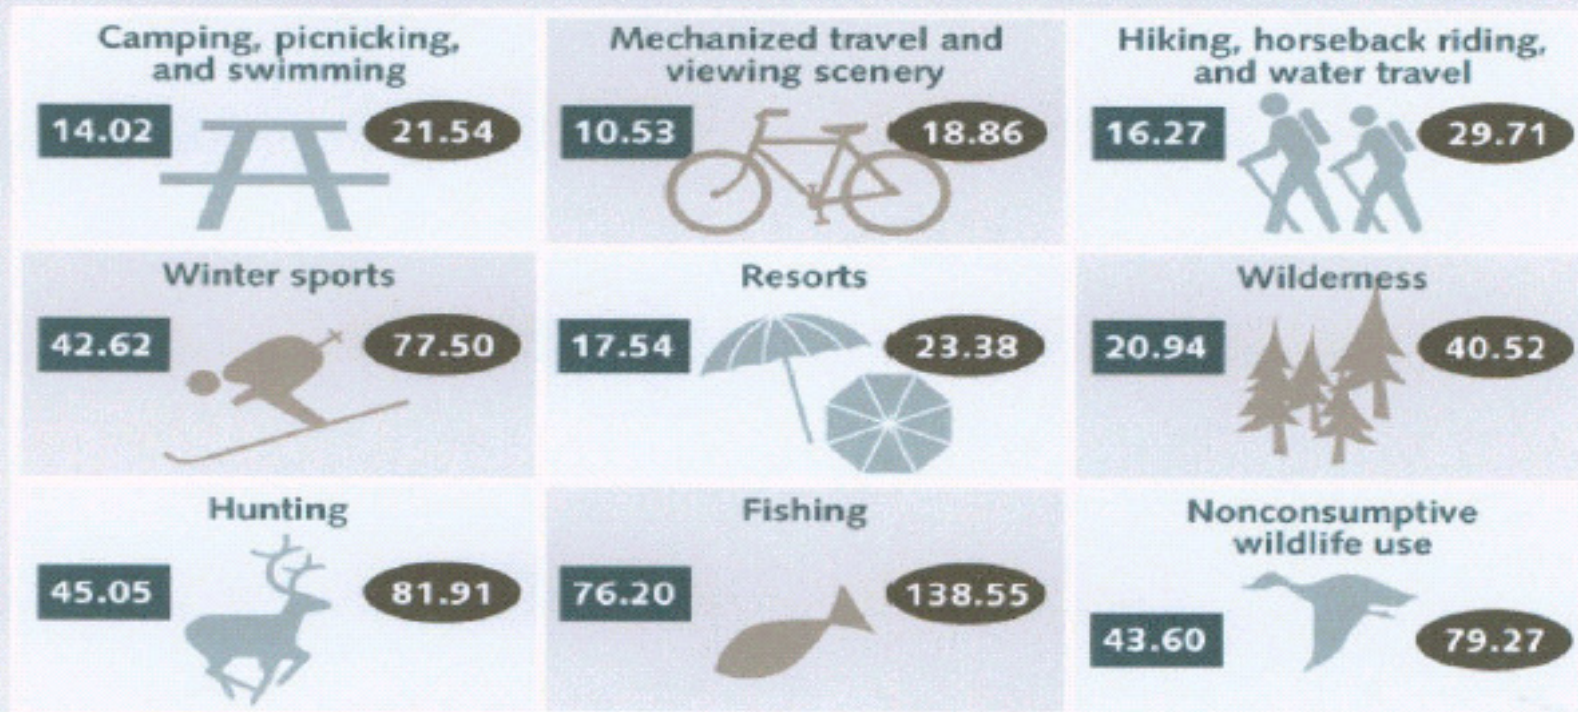 Camping, picnicking,
and swimming
14.02 21.54
Mechanized travel and
viewing scenery
10.53 18.86
Hiking, horseback riding,
and water travel
16.27 29.71
Winter sports
42.62 77.50
Resorts
17.54 23.38
Wilderness
20.94 40.52
Hunting
45.05 81.91
Fishing
76.20 138.55
Nonconsumptive
wildlife use
43.60 79.27